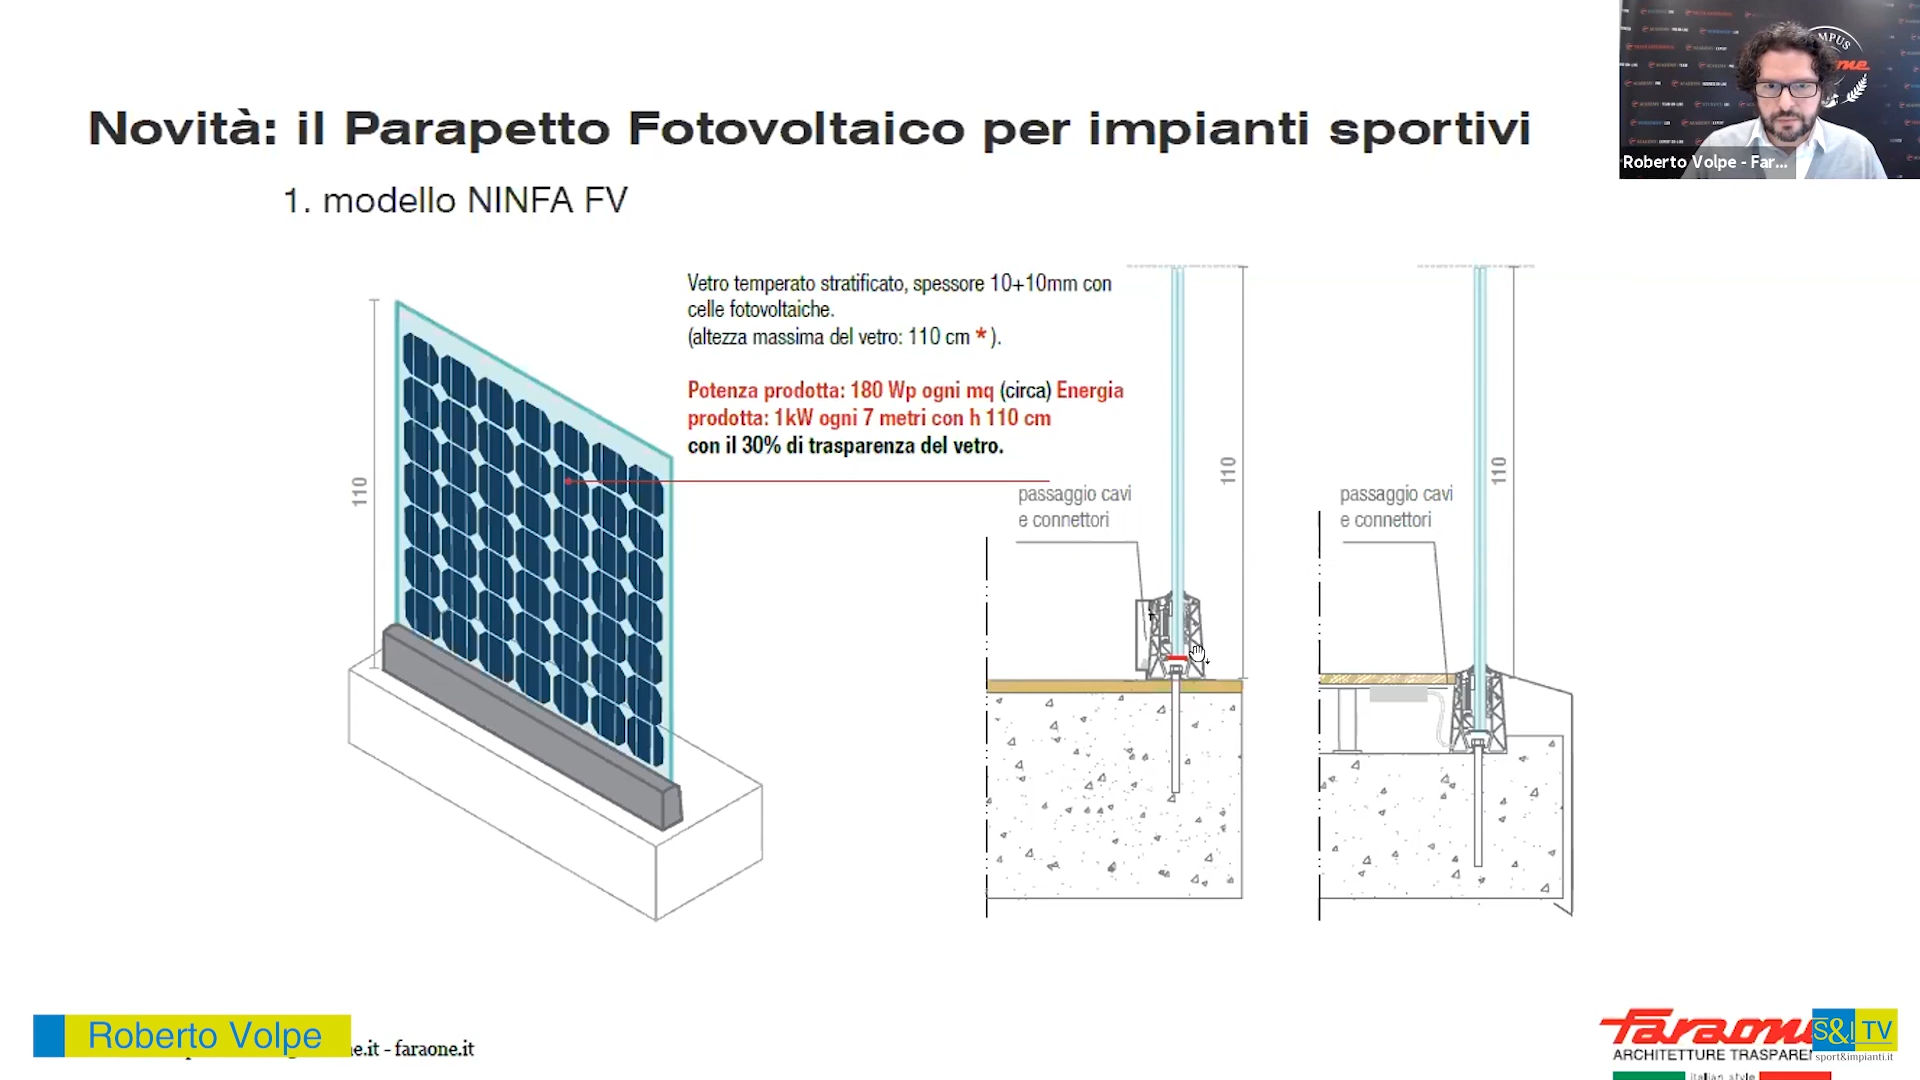 Novità: il Parapetto Fotovoltaico per impianti sportivi
1. modello NINFA FV
Roberto Volpe - Far...
Vetro temperato stratificato, spessore 10+10mm con
celle fotovoltaiche.
(altezza massima del vetro: 110 cm * ).
Potenza prodotta: 180 Wp ogni mq (circa) Energia
prodotta: 1kW ogni 7 metri con h 110 cm
con il 30% di trasparenza del vetro.
110
passaggio cavi
e connettori
110
passaggio cavi
e connettori
110
Roberto Volpe
e.it - faraone.it
faraone
ARCHITETTURE TRASPARE
italian style
S&I TV
sport&impianti.it